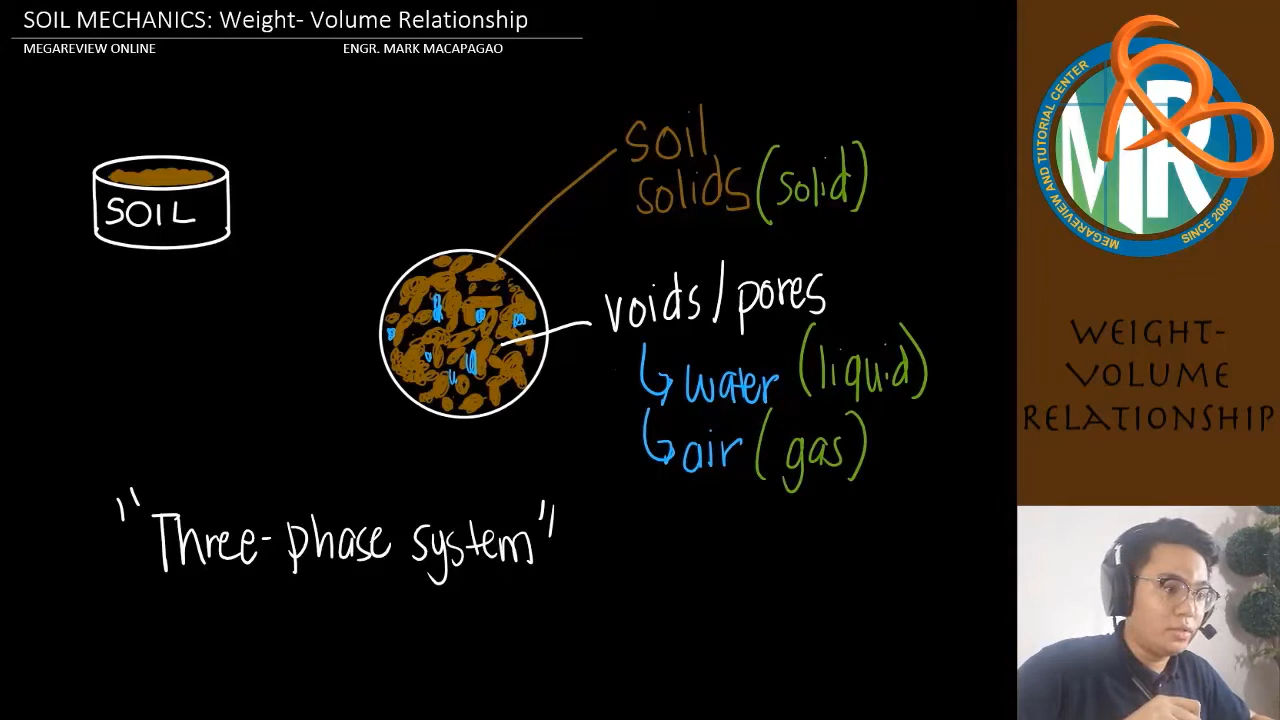 SOIL MECHANICS: Weight- Volume Relationship
MEGAREVIEW ONLINE
ENGR. MARK MACAPAGAO
SOIL
soil
solids (solid)
voids/pores
water (liquid)
air (gas)
"Three-phase system"
MEGAREVIEW AND TUTORIAL CENTER
MR
SINCE 2008
WEIGHT-
VOLUME
RELATIONSHIP